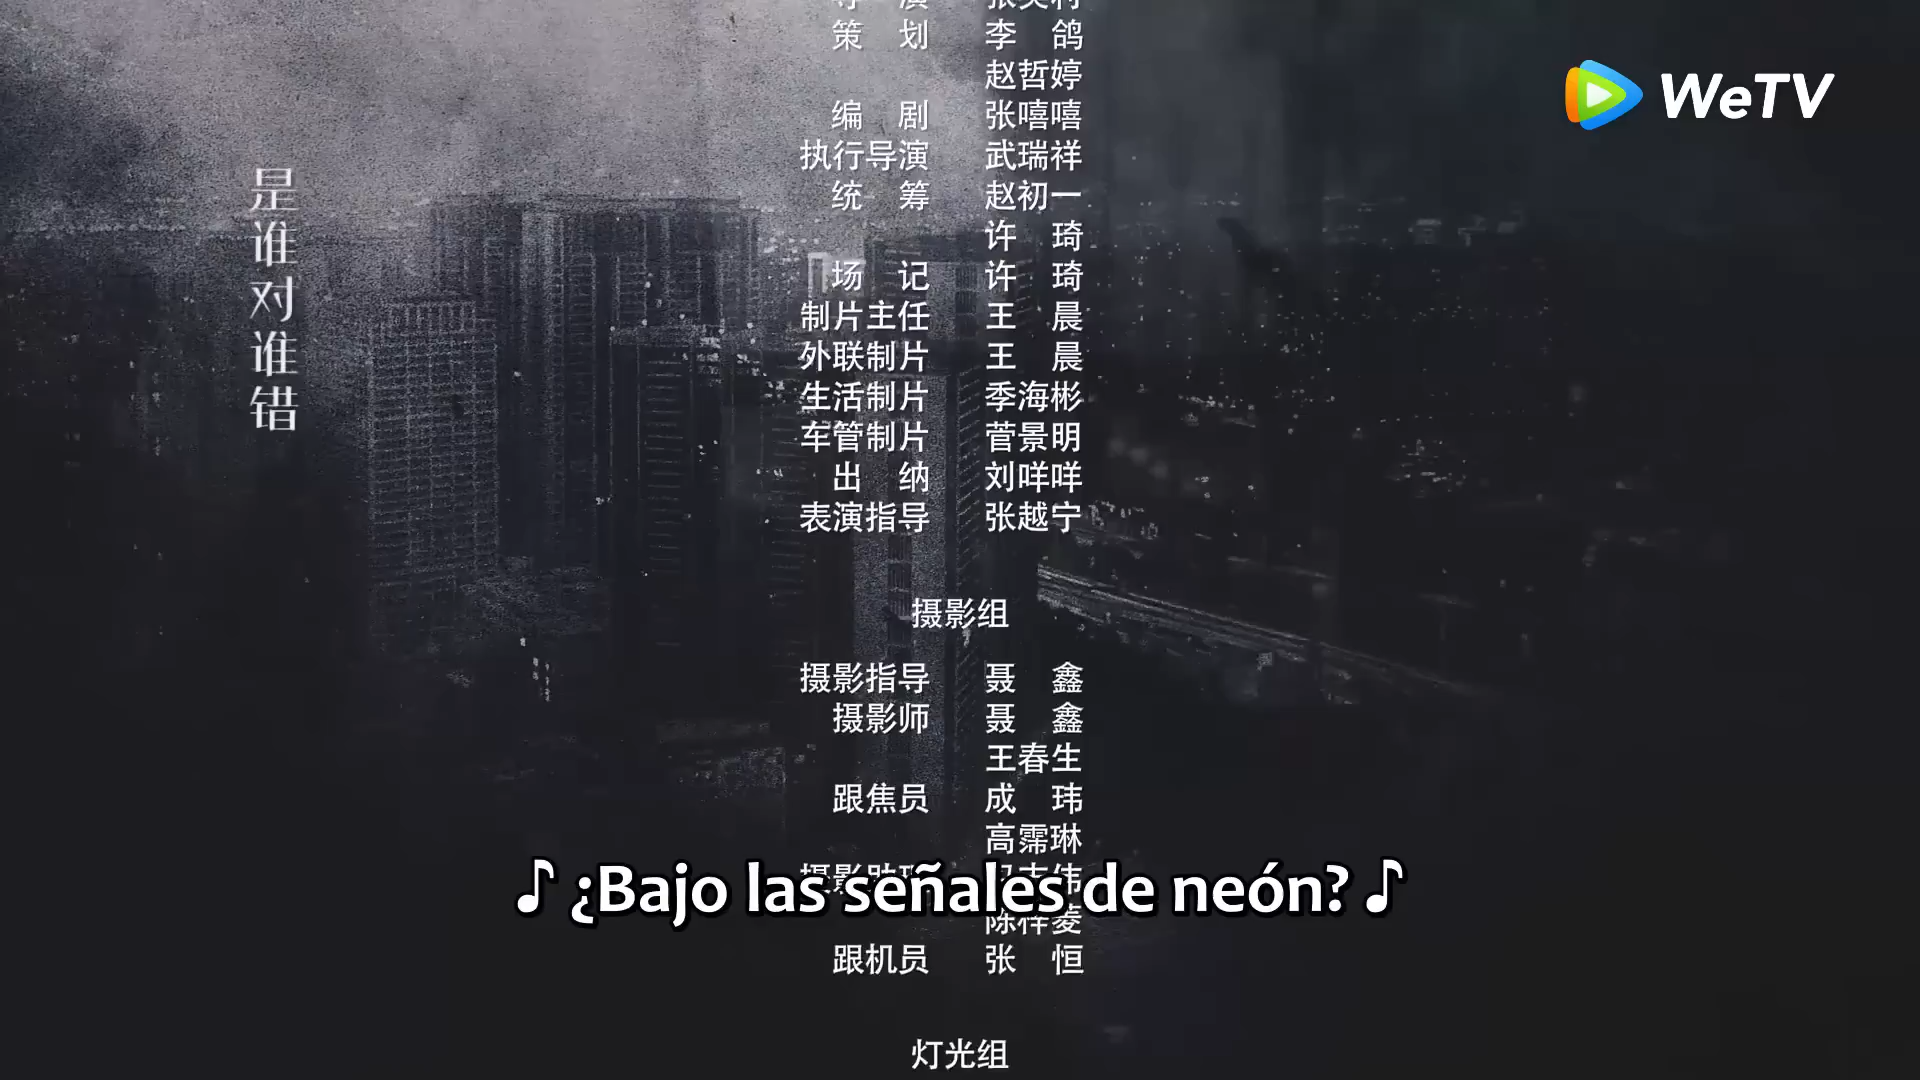 WeTV
是谁对谁错
策 划 李 鸽
赵哲婷
编 剧 张嘻嘻
执行导演 武瑞祥
统 筹 赵初一
许 琦
场 记 许 琦
制片主任 王 晨
外联制片 王 晨
生活制片 季海彬
车管制片 菅景明
出 纳 刘咩咩
表演指导 张越宁
摄影组
摄影指导 聂 鑫
摄影师 聂 鑫
王春生
跟焦员 成 玮
高霈琳
♪ ¿Bajo las señales de neón? ♪
跟机员 张 恒
灯光组